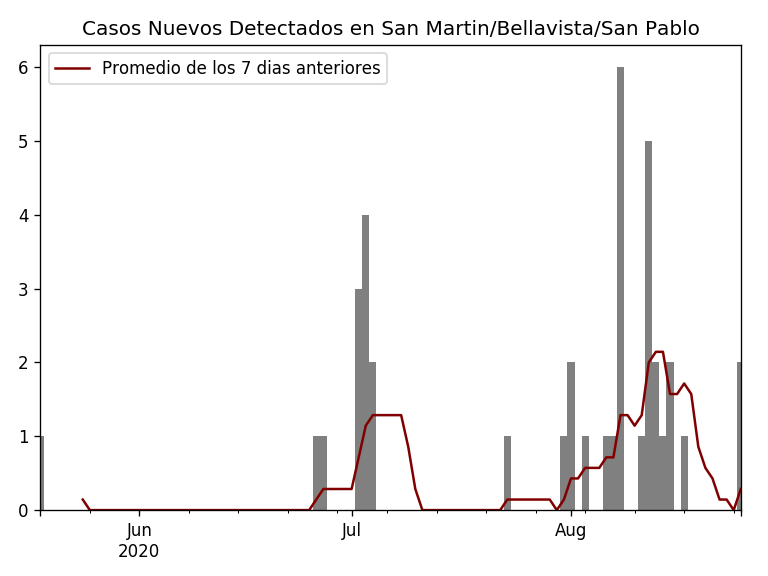 Casos Nuevos Detectados en San Martin/Bellavista/San Pablo
Promedio de los 7 dias anteriores
6
5
4
3
2
1
0
Jun
2020
Jul
Aug